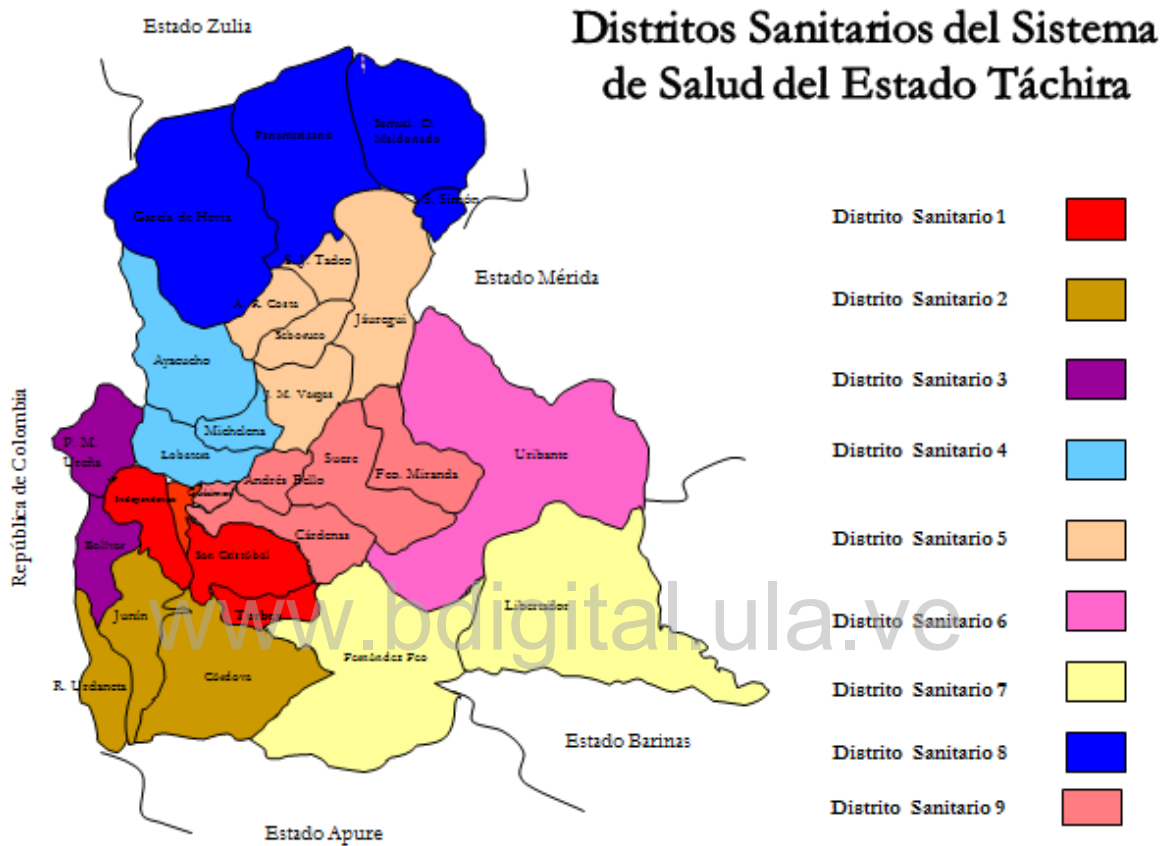 Distritos Sanitarios del Sistema
de Salud del Estado Táchira
Estado Zulia
Panamericano
Samuel D.
Maldonado
S. Simón
García de Hevia
Distrito Sanitario 1
Tadeo
Estado Mérida
A. R. Costa
Distrito Sanitario 2
Seboruco
Jáuregui
Ayacucho
República de Colombia
Distrito Sanitario 3
J. M. Vargas
Michelena
P. M.
Ureña
Lobatera
Sucre
Uribante
Distrito Sanitario 4
Fco. Miranda
Andrés Bello
Independencia
Cárdenas
Distrito Sanitario 5
Bolívar
San Cristóbal
Libertador
Junín
www.bdigital.ula.ve
Distrito Sanitario 6
Fernández Feo
Córdova
R. Urdaneta
Distrito Sanitario 7
Estado Barinas
Distrito Sanitario 8
Distrito Sanitario 9
Estado Apure